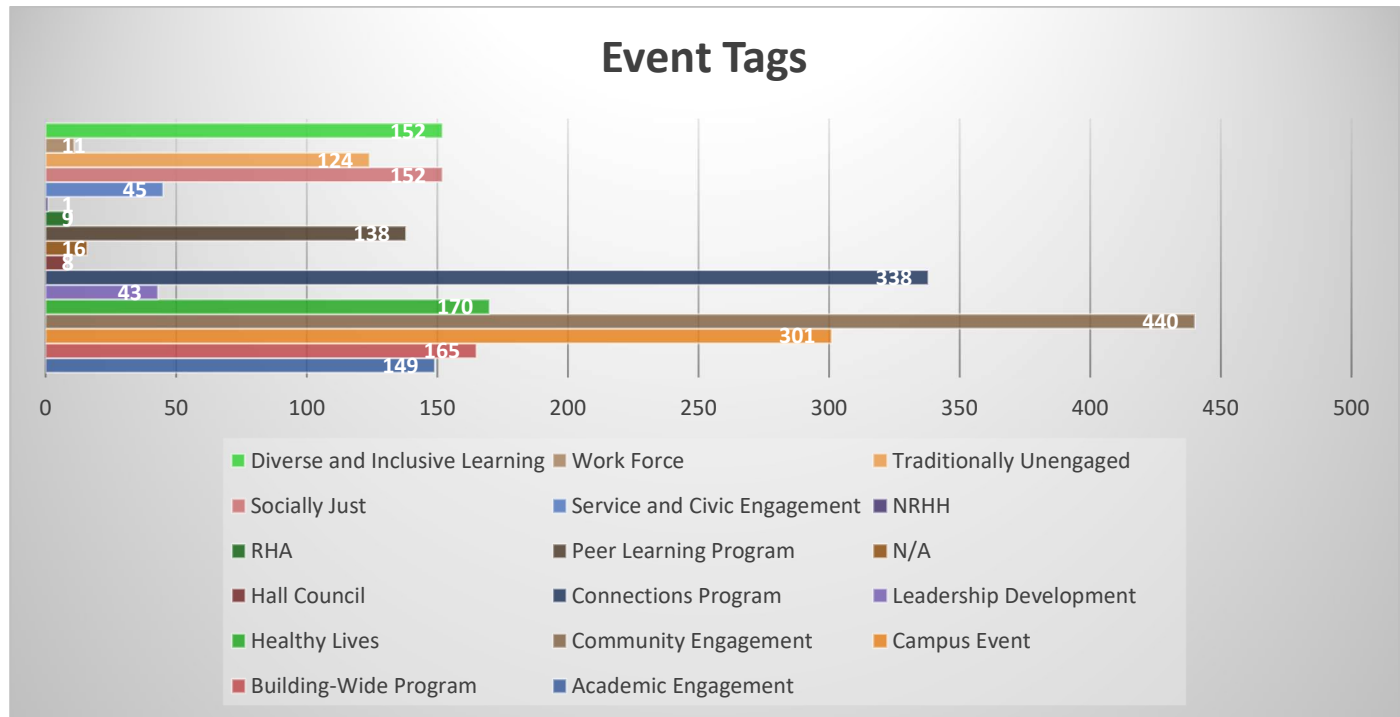 Event Tags
152
11
124
152
45
1
9
138
16
8
338
43
170
440
301
165
149
0 50 100 150 200 250 300 350 400 450 500
Diverse and Inclusive Learning Work Force Traditionally Unengaged
Socially Just Service and Civic Engagement NRHH
RHA Peer Learning Program N/A
Hall Council Connections Program Leadership Development
Healthy Lives Community Engagement Campus Event
Building-Wide Program Academic Engagement